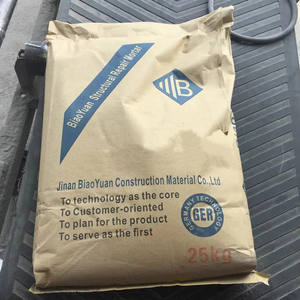 BiaoYuan Structural Repair Mortar
B
Jinan BiaoYuan Construction Material Co.,Ltd
To technology as the core
To Customer-oriented
To plan for the product
To serve as the first
GERMANY TECHNOLOGY
GER
25kg